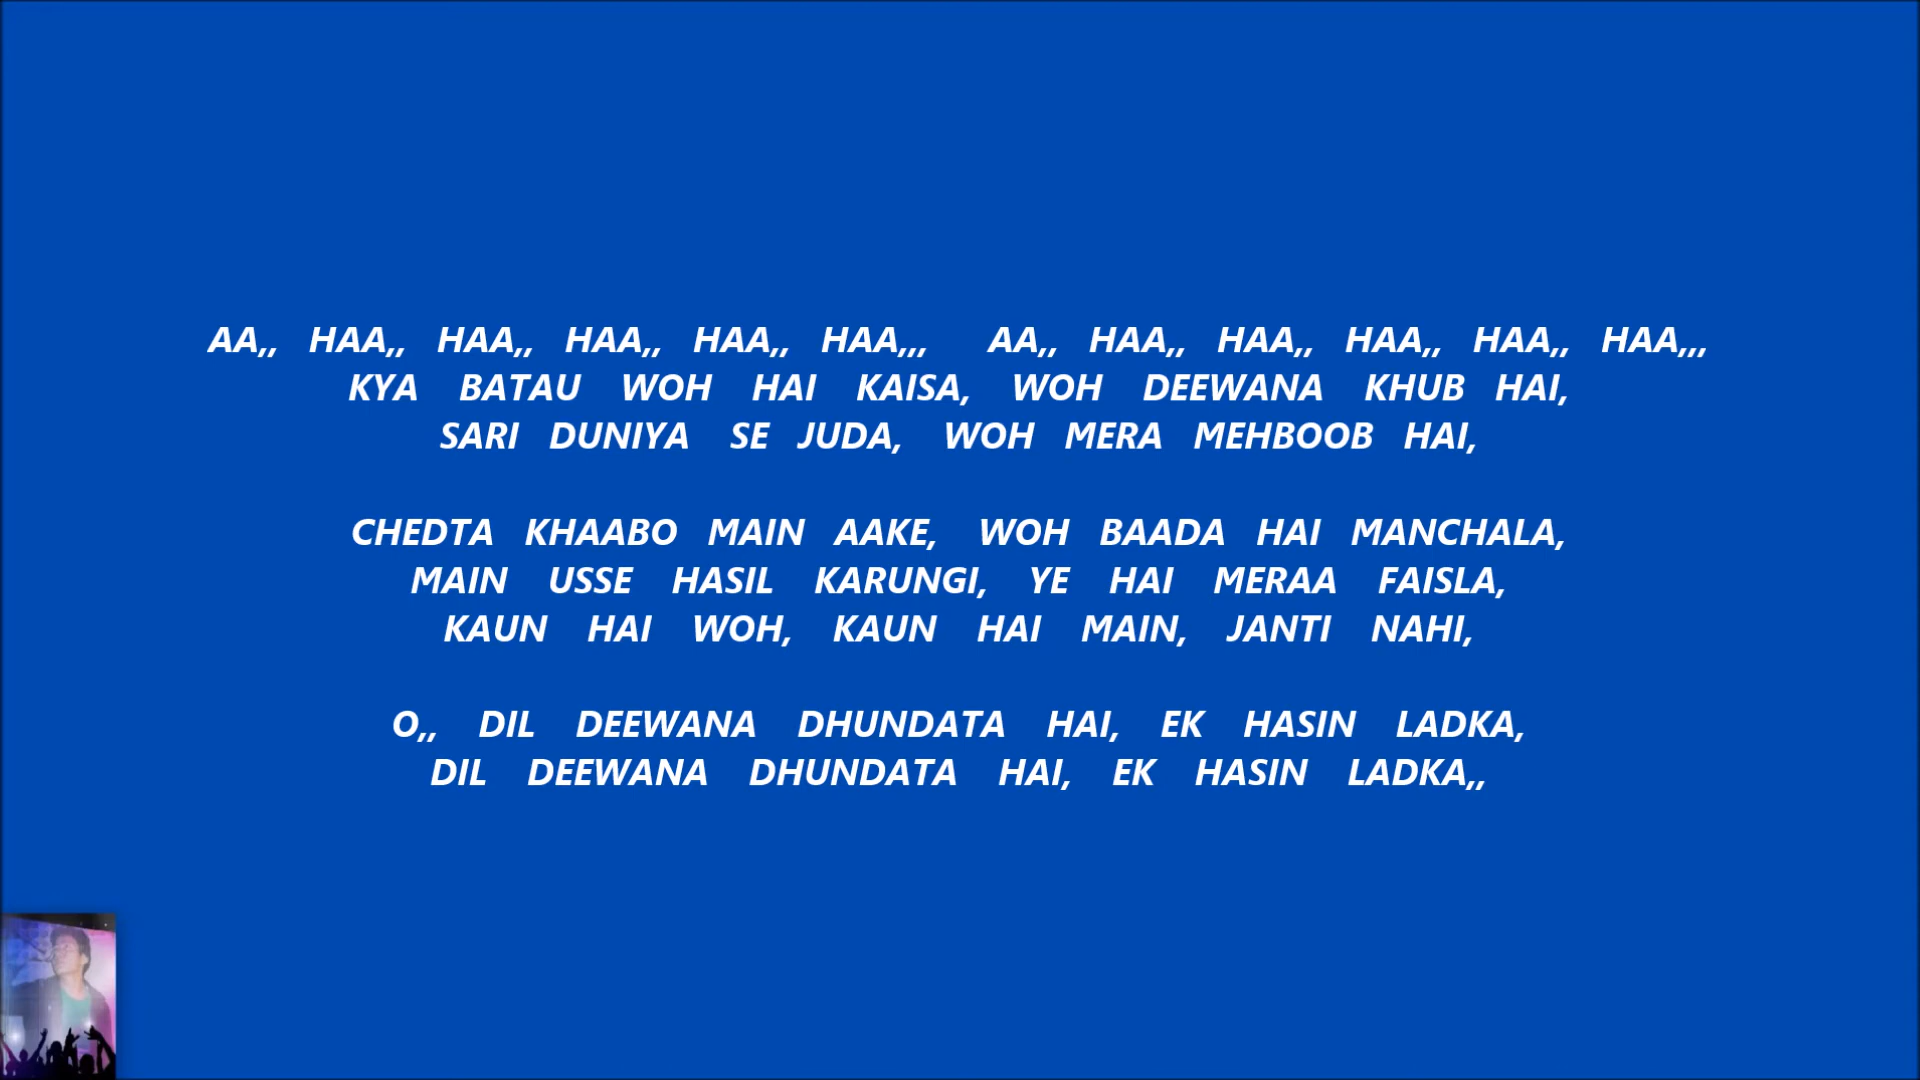 AA,, HAA,, HAA,, HAA,, HAA,, HAA,,, AA,, HAA,, HAA,, HAA,, HAA,, HAA,,,
KYA BATAU WOH HAI KAISA, WOH DEEWANA KHUB HAI,
SARI DUNIYA SE JUDA, WOH MERA MEHBOOB HAI,
CHEDTA KHAABO MAIN AAKE, WOH BAADA HAI MANCHALA,
MAIN USSE HASIL KARUNGI, YE HAI MERAA FAISLA,
KAUN HAI WOH, KAUN HAI MAIN, JANTI NAHI,
O,, DIL DEEWANA DHUNDATA HAI, EK HASIN LADKA,
DIL DEEWANA DHUNDATA HAI, EK HASIN LADKA,,